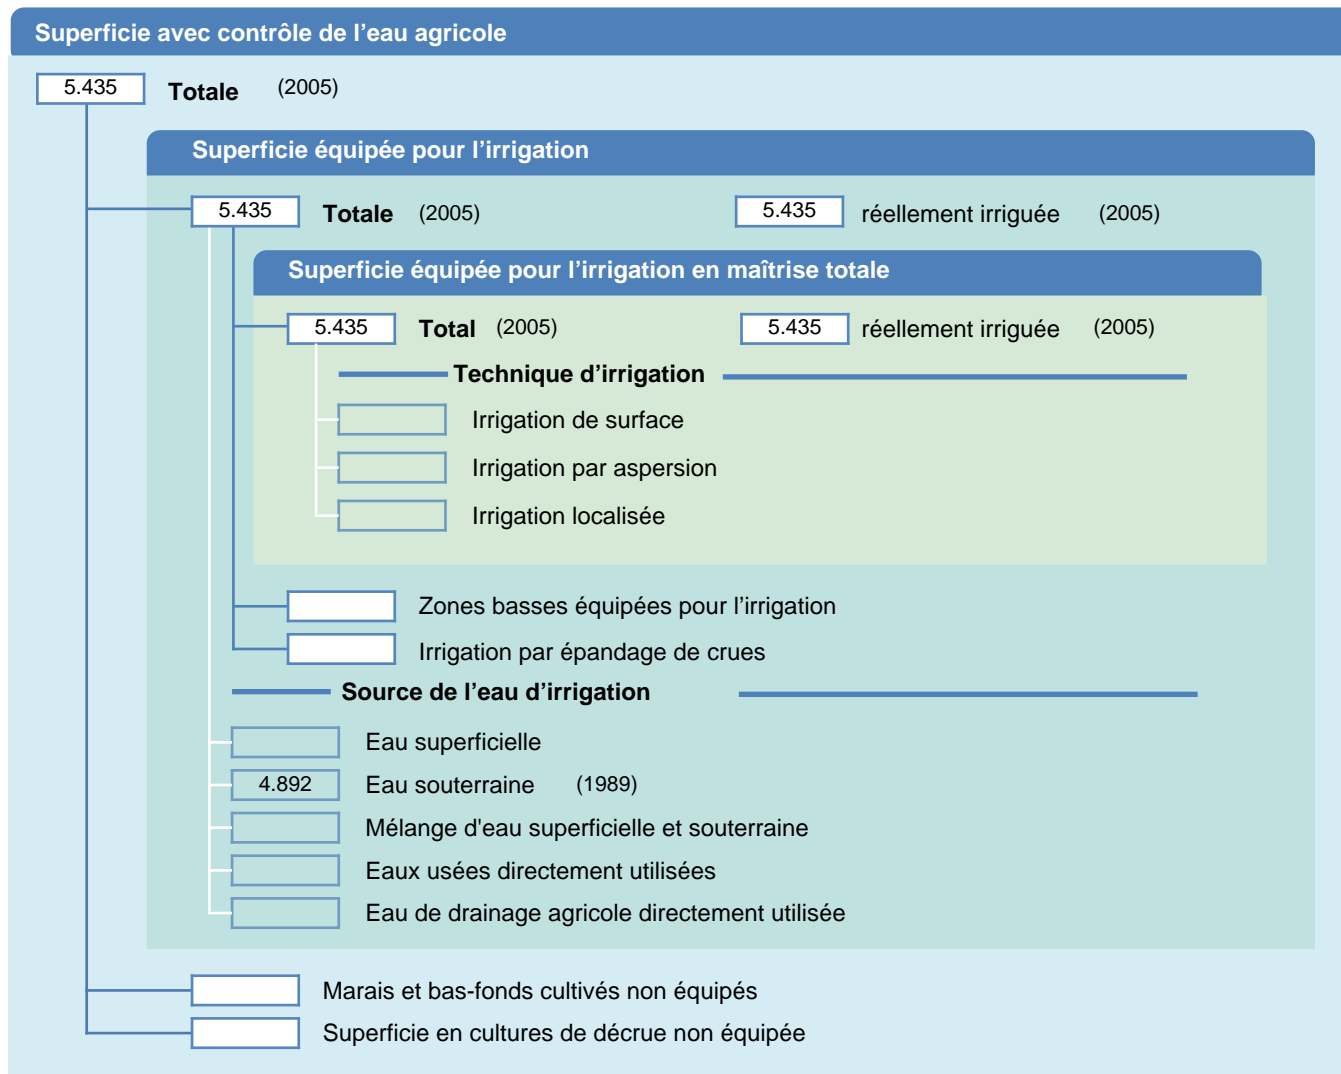 Superficie avec contrôle de l’eau agricole
5.435 Totale (2005)
Superficie équipée pour l’irrigation
5.435 Totale (2005) 5.435 réellement irriguée (2005)
Superficie équipée pour l’irrigation en maîtrise totale
5.435 Total (2005) 5.435 réellement irriguée (2005)
Technique d’irrigation
Irrigation de surface
Irrigation par aspersion
Irrigation localisée
Zones basses équipées pour l’irrigation
Irrigation par épandage de crues
Source de l’eau d’irrigation
Eau superficielle
4.892 Eau souterraine (1989)
Mélange d'eau superficielle et souterraine
Eaux usées directement utilisées
Eau de drainage agricole directement utilisée
Marais et bas-fonds cultivés non équipés
Superficie en cultures de décrue non équipée